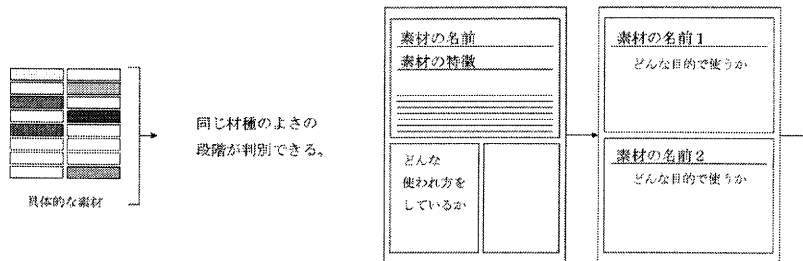 具体的な素材
同じ材種のよさの
段階が判別できる。
素材の名前
素材の特徴
どんな
使われ方を
しているか
素材の名前1
どんな目的で使うか
素材の名前2
どんな目的で使うか